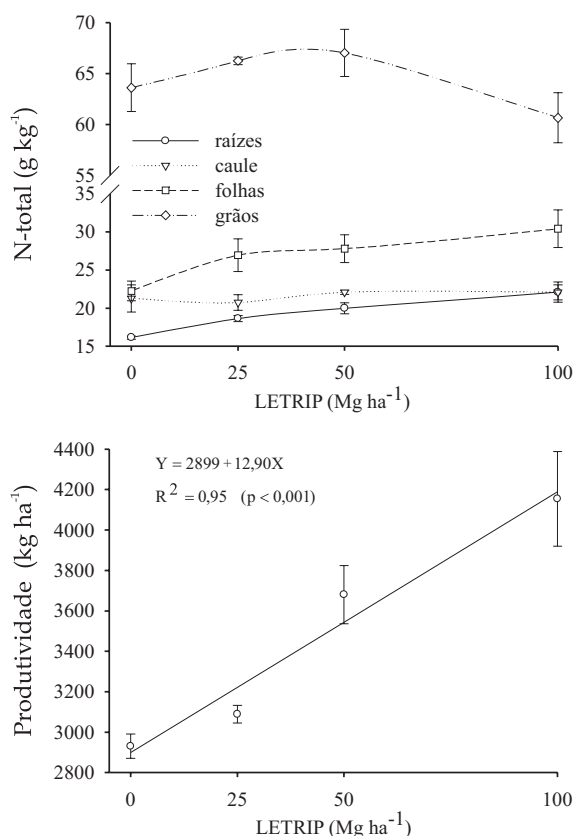 70
65
60
55
35
30
25
20
15
N-total (g kg⁻¹)
raízes
caule
folhas
grãos
0 25 50 100
LETRIP (Mg ha⁻¹)
4400
4200
4000
3800
3600
3400
3200
3000
2800
Produtividade (kg ha⁻¹)
Y = 2899 + 12,90X
R² = 0,95 (p < 0,001)
0 25 50 100
LETRIP (Mg ha⁻¹)